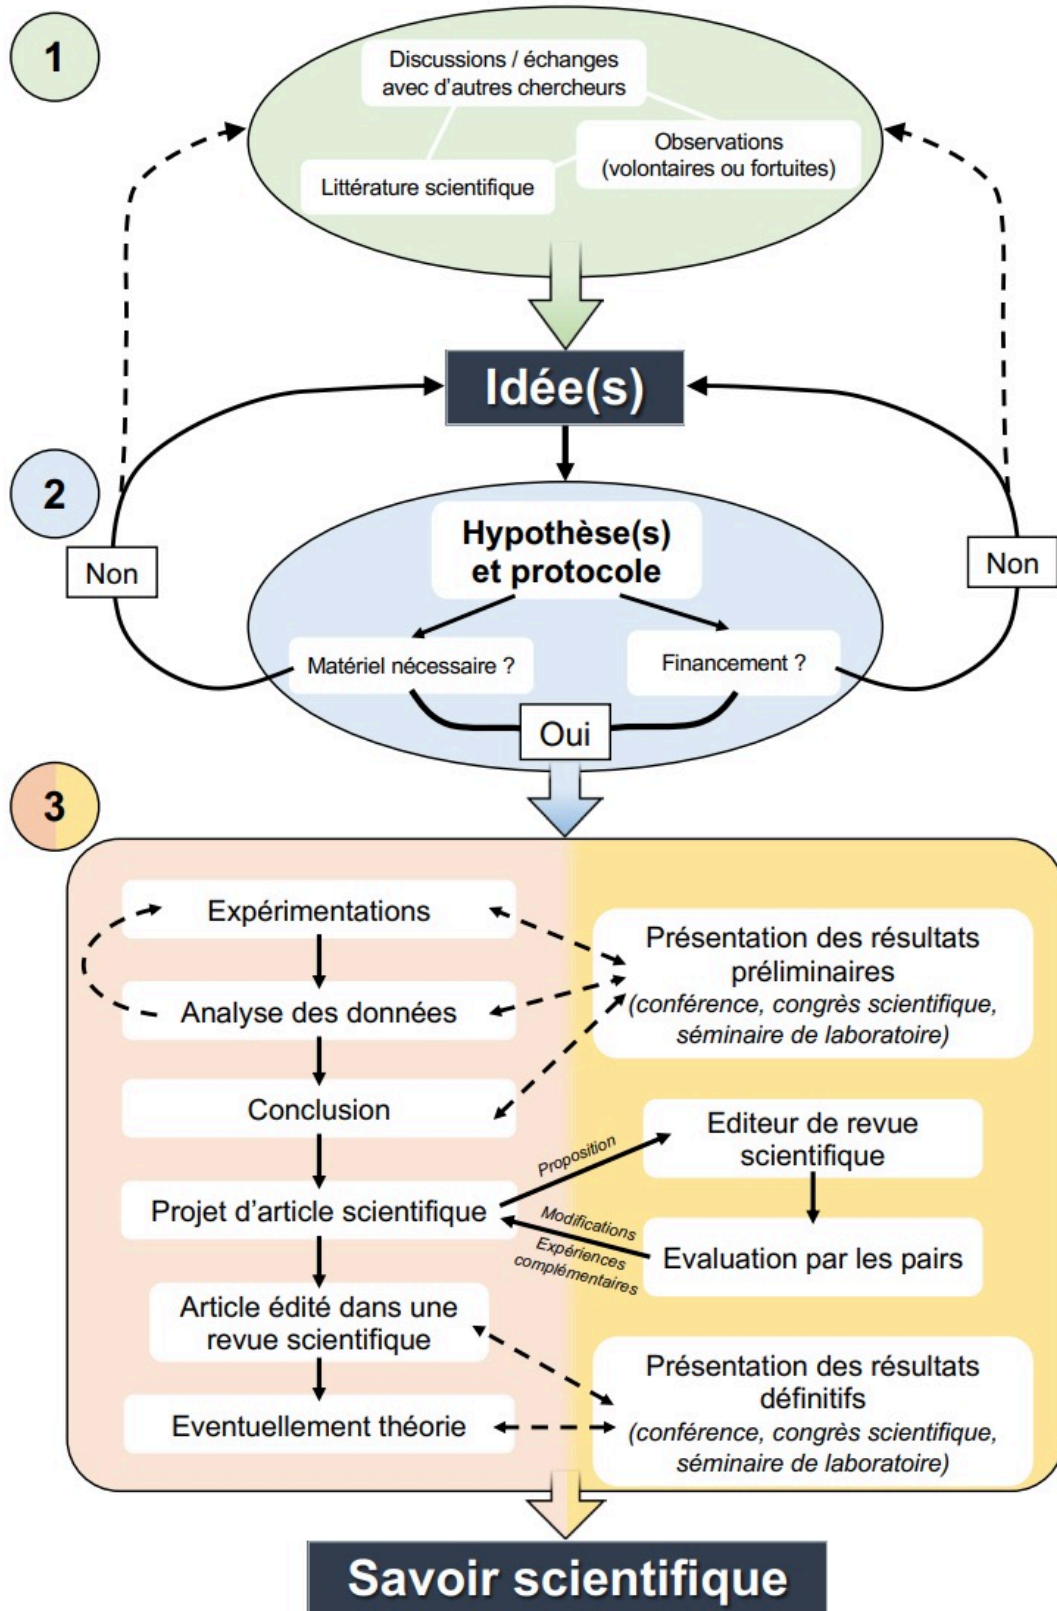 1
Discussions / échanges
avec d'autres chercheurs
Observations
(volontaires ou fortuites)
Littérature scientifique
Idée(s)
2
Hypothèse(s)
et protocole
Non
Non
Matériel nécessaire ?
Financement ?
Oui
3
Expérimentations
Présentation des résultats
préliminaires
(conférence, congrès scientifique,
séminaire de laboratoire)
Analyse des données
Conclusion
Editeur de revue
scientifique
Proposition
Projet d'article scientifique
Modifications
Expériences
complémentaires
Evaluation par les pairs
Article édité dans une
revue scientifique
Présentation des résultats
définitifs
(conférence, congrès scientifique,
séminaire de laboratoire)
Eventuellement théorie
Savoir scientifique